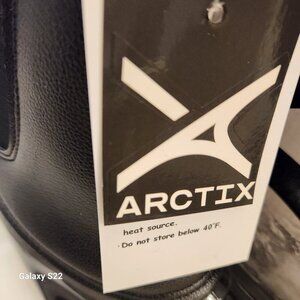 ARCTIX
heat source.
· Do not store below 40°F.
Galaxy S22